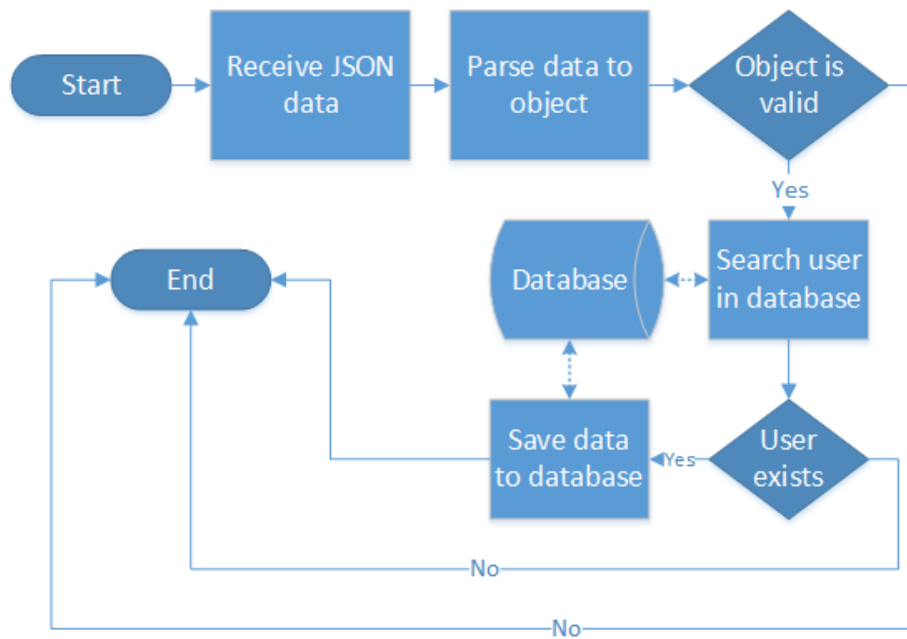 Start
Receive JSON
data
Parse data to
object
Object is
valid
Yes
End
Database
Search user
in database
Save data
to database
Yes
User
exists
No
No